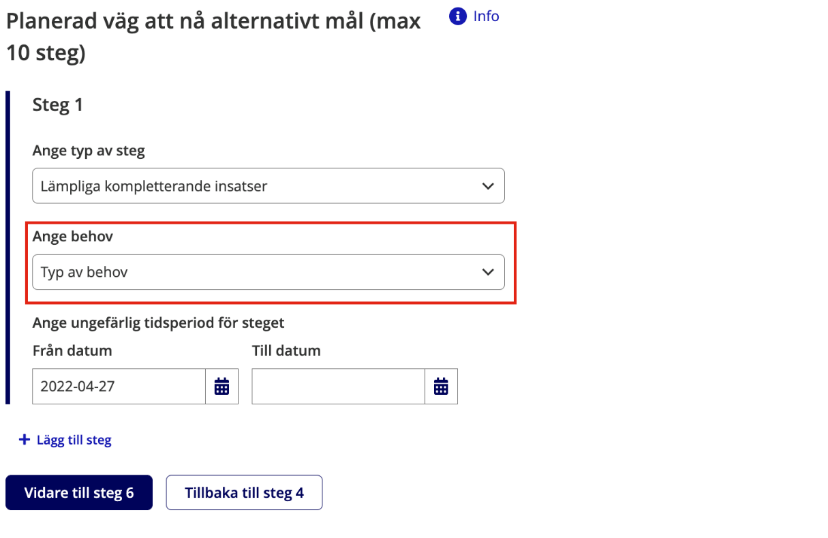 Planerad väg att nå alternativt mål (max
10 steg)
Info
Steg 1
Ange typ av steg
Lämpliga kompletterande insatser
Ange behov
Typ av behov
Ange ungefärlig tidsperiod för steget
Från datum
Till datum
2022-04-27
Lägg till steg
Vidare till steg 6
Tillbaka till steg 4